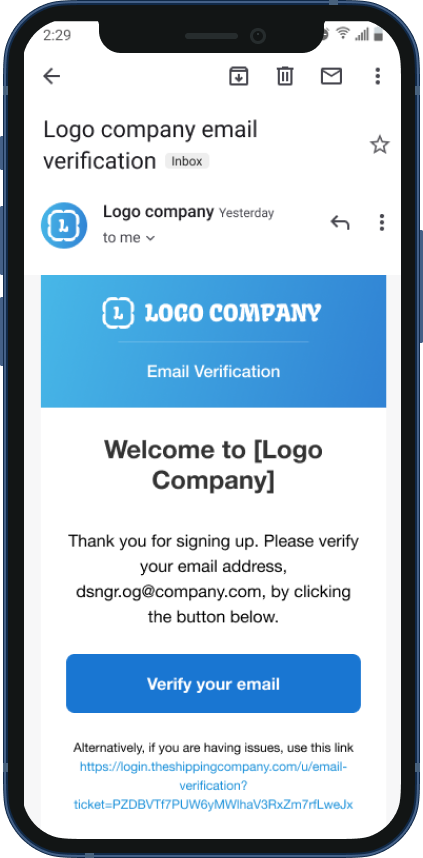 2:29
Logo company email
verification Inbox
Logo company Yesterday
to me
L LOGO COMPANY
Email Verification
Welcome to [Logo
Company]
Thank you for signing up. Please verify
your email address,
dsngr.og@company.com, by clicking
the button below.
Verify your email
Alternatively, if you are having issues, use this link
https://login.theshippingcompany.com/u/email-
verification?
ticket=PZDBVTf7PUW6yMWlhaV3RxZm7rfLweJx